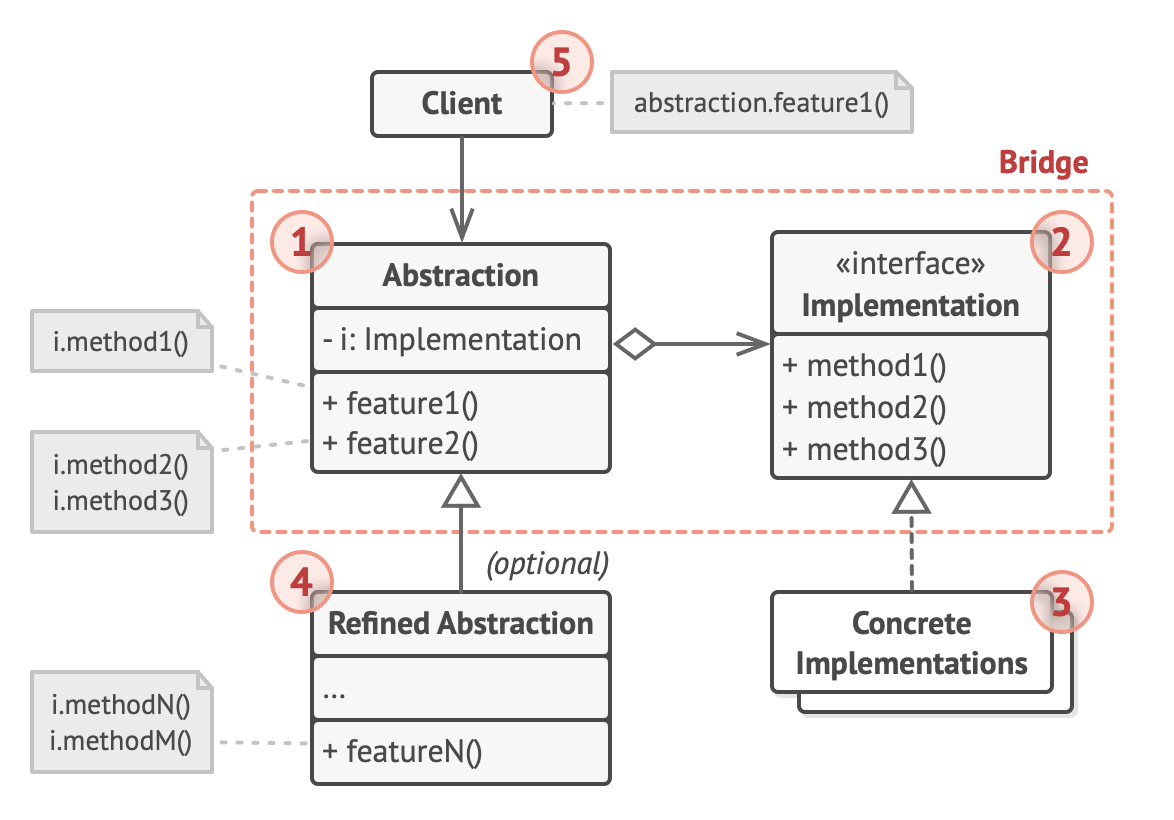 5
Client
abstraction.feature1()
Bridge
1
Abstraction
- i: Implementation
+ feature1()
+ feature2()
i.method1()
i.method2()
i.method3()
2
«interface»
Implementation
+ method1()
+ method2()
+ method3()
(optional)
4
Refined Abstraction
...
+ featureN()
i.methodN()
i.methodM()
3
Concrete
Implementations